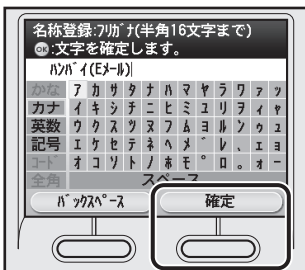 名称登録:フリガナ(半角16文字まで)
OK:文字を確定します。
ハンバイ(Eメール)
かな ア カ サ タ ナ ハ マ ヤ ラ ワ ァ ッ
カナ イ キ シ チ ニ ヒ ミ ユ リ ヲ ィ ャ
英数 ウ ク ス ツ ヌ フ ム ヨ ル ン ゥ ュ
記号 エ ケ セ テ ネ ヘ メ ゛ レ 、 ェ ョ
コード オ コ ソ ト ノ ホ モ ゜ ロ 。 ォ ー
全角 スペース
バックスペース 確定